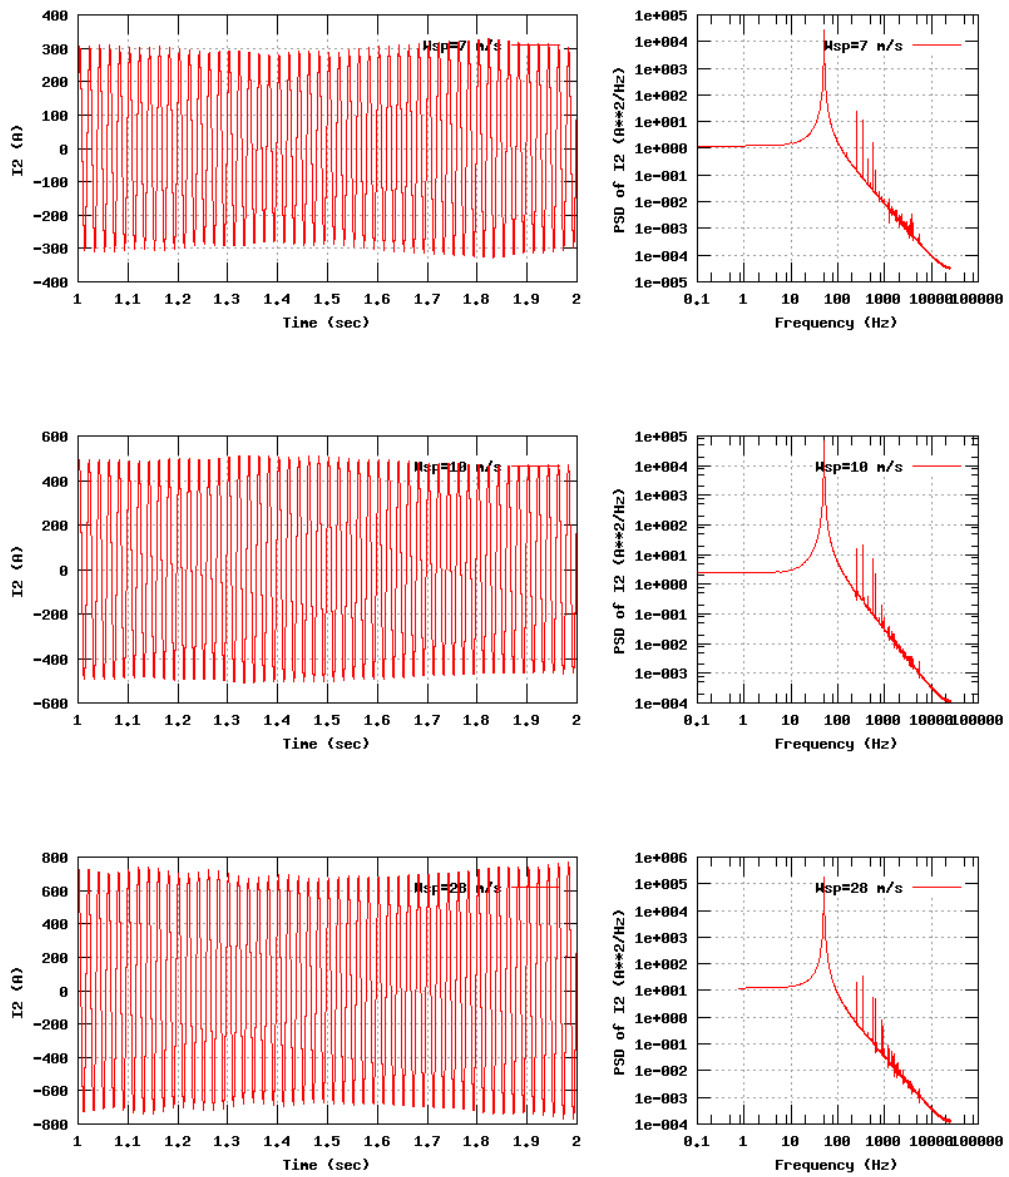 400
300
200
100
0
-100
-200
-300
-400
I2 (A)
Wsp=7 m/s
1 1.1 1.2 1.3 1.4 1.5 1.6 1.7 1.8 1.9 2
Time (sec)
1e+005
1e+004
1e+003
1e+002
1e+001
1e+000
1e-001
1e-002
1e-003
1e-004
1e-005
PSD of I2 (A**2/Hz)
Wsp=7 m/s
0.1 1 10 100 1000 10000100000
Frequency (Hz)
600
400
200
0
-200
-400
-600
I2 (A)
Wsp=10 m/s
1 1.1 1.2 1.3 1.4 1.5 1.6 1.7 1.8 1.9 2
Time (sec)
1e+005
1e+004
1e+003
1e+002
1e+001
1e+000
1e-001
1e-002
1e-003
1e-004
PSD of I2 (A**2/Hz)
Wsp=10 m/s
0.1 1 10 100 1000 10000100000
Frequency (Hz)
800
600
400
200
0
-200
-400
-600
-800
I2 (A)
Wsp=28 m/s
1 1.1 1.2 1.3 1.4 1.5 1.6 1.7 1.8 1.9 2
Time (sec)
1e+006
1e+005
1e+004
1e+003
1e+002
1e+001
1e+000
1e-001
1e-002
1e-003
1e-004
PSD of I2 (A**2/Hz)
Wsp=28 m/s
0.1 1 10 100 1000 10000100000
Frequency (Hz)